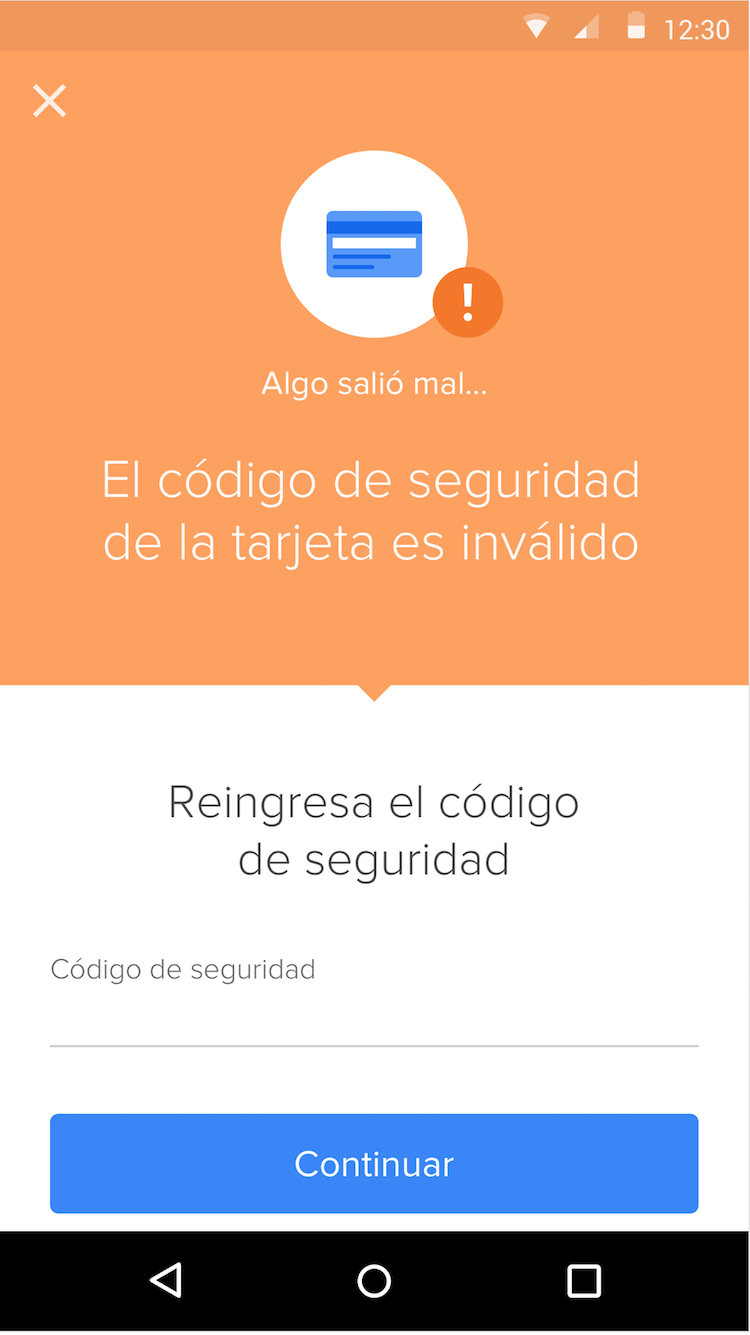 12:30
Algo salió mal...
El código de seguridad
de la tarjeta es inválido
Reingresa el código
de seguridad
Código de seguridad
Continuar